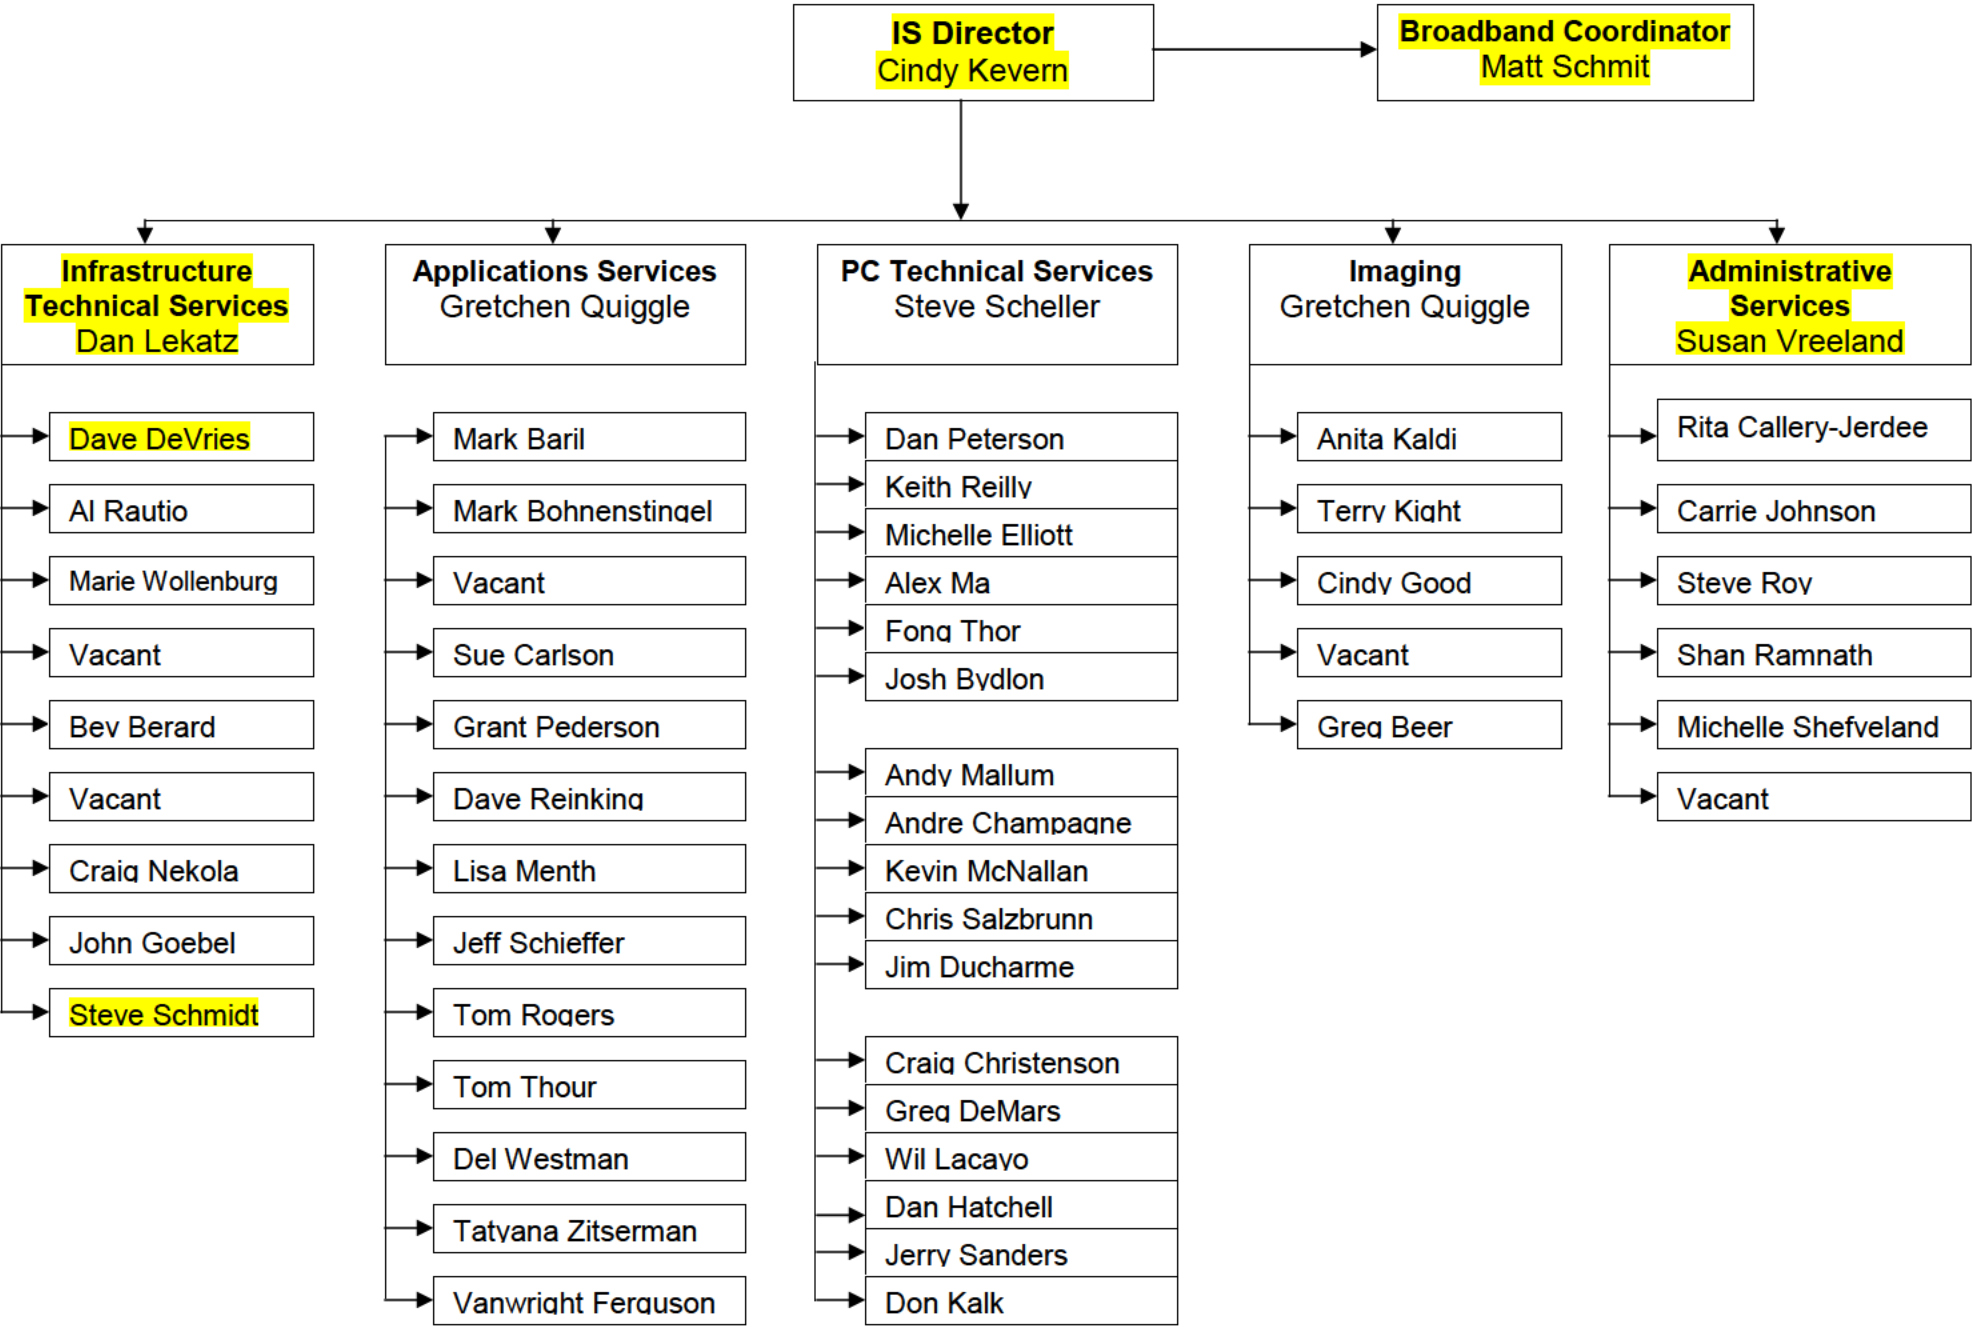 IS Director
Cindy Kevern
Broadband Coordinator
Matt Schmit
Infrastructure
Technical Services
Dan Lekatz
Dave DeVries
Al Rautio
Marie Wollenburg
Vacant
Bev Berard
Vacant
Craig Nekola
John Goebel
Steve Schmidt
Applications Services
Gretchen Quiggle
Mark Baril
Mark Bohnenstingel
Vacant
Sue Carlson
Grant Pederson
Dave Reinking
Lisa Menth
Jeff Schieffer
Tom Rogers
Tom Thour
Del Westman
Tatyana Zitserman
Vanwright Ferguson
PC Technical Services
Steve Scheller
Dan Peterson
Keith Reilly
Michelle Elliott
Alex Ma
Fong Thor
Josh Bydlon
Andy Mallum
Andre Champagne
Kevin McNallan
Chris Salzbrunn
Jim Ducharme
Craig Christenson
Greg DeMars
Wil Lacayo
Dan Hatchell
Jerry Sanders
Don Kalk
Imaging
Gretchen Quiggle
Anita Kaldi
Terry Kight
Cindy Good
Vacant
Greg Beer
Administrative
Services
Susan Vreeland
Rita Callery-Jerdee
Carrie Johnson
Steve Roy
Shan Ramnath
Michelle Shefveland
Vacant